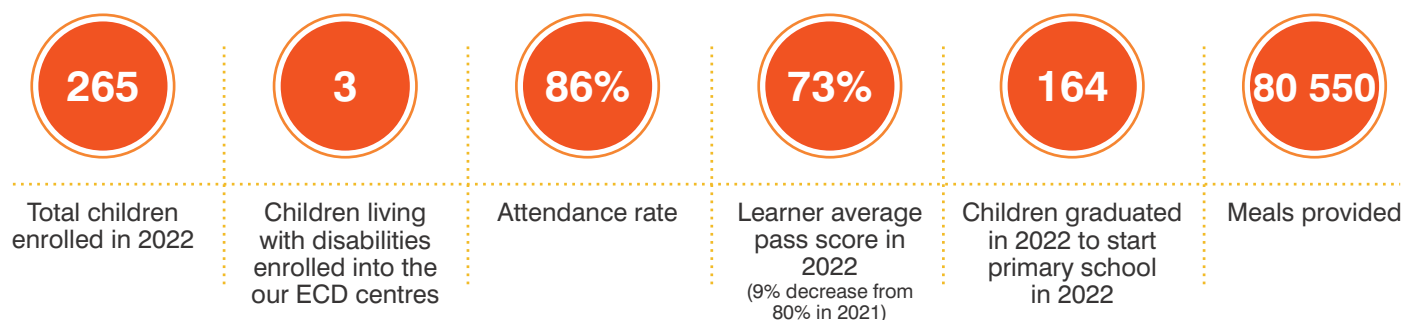 265
Total children
enrolled in 2022
3
Children living
with disabilities
enrolled into the
our ECD centres
86%
Attendance rate
73%
Learner average
pass score in
2022
(9% decrease from
80% in 2021)
164
Children graduated
in 2022 to start
primary school
in 2022
80 550
Meals provided